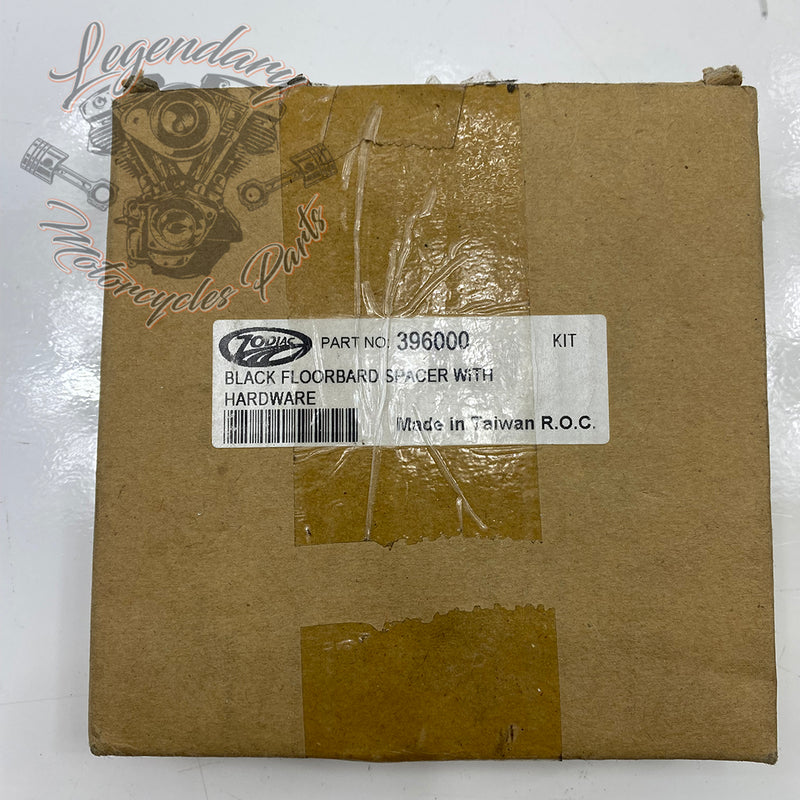 Legendary
Motorcycles Parts
ZODIAC PART NO: 396000 KIT
BLACK FLOORBARD SPACER WITH
HARDWARE
Made in Taiwan R.O.C.